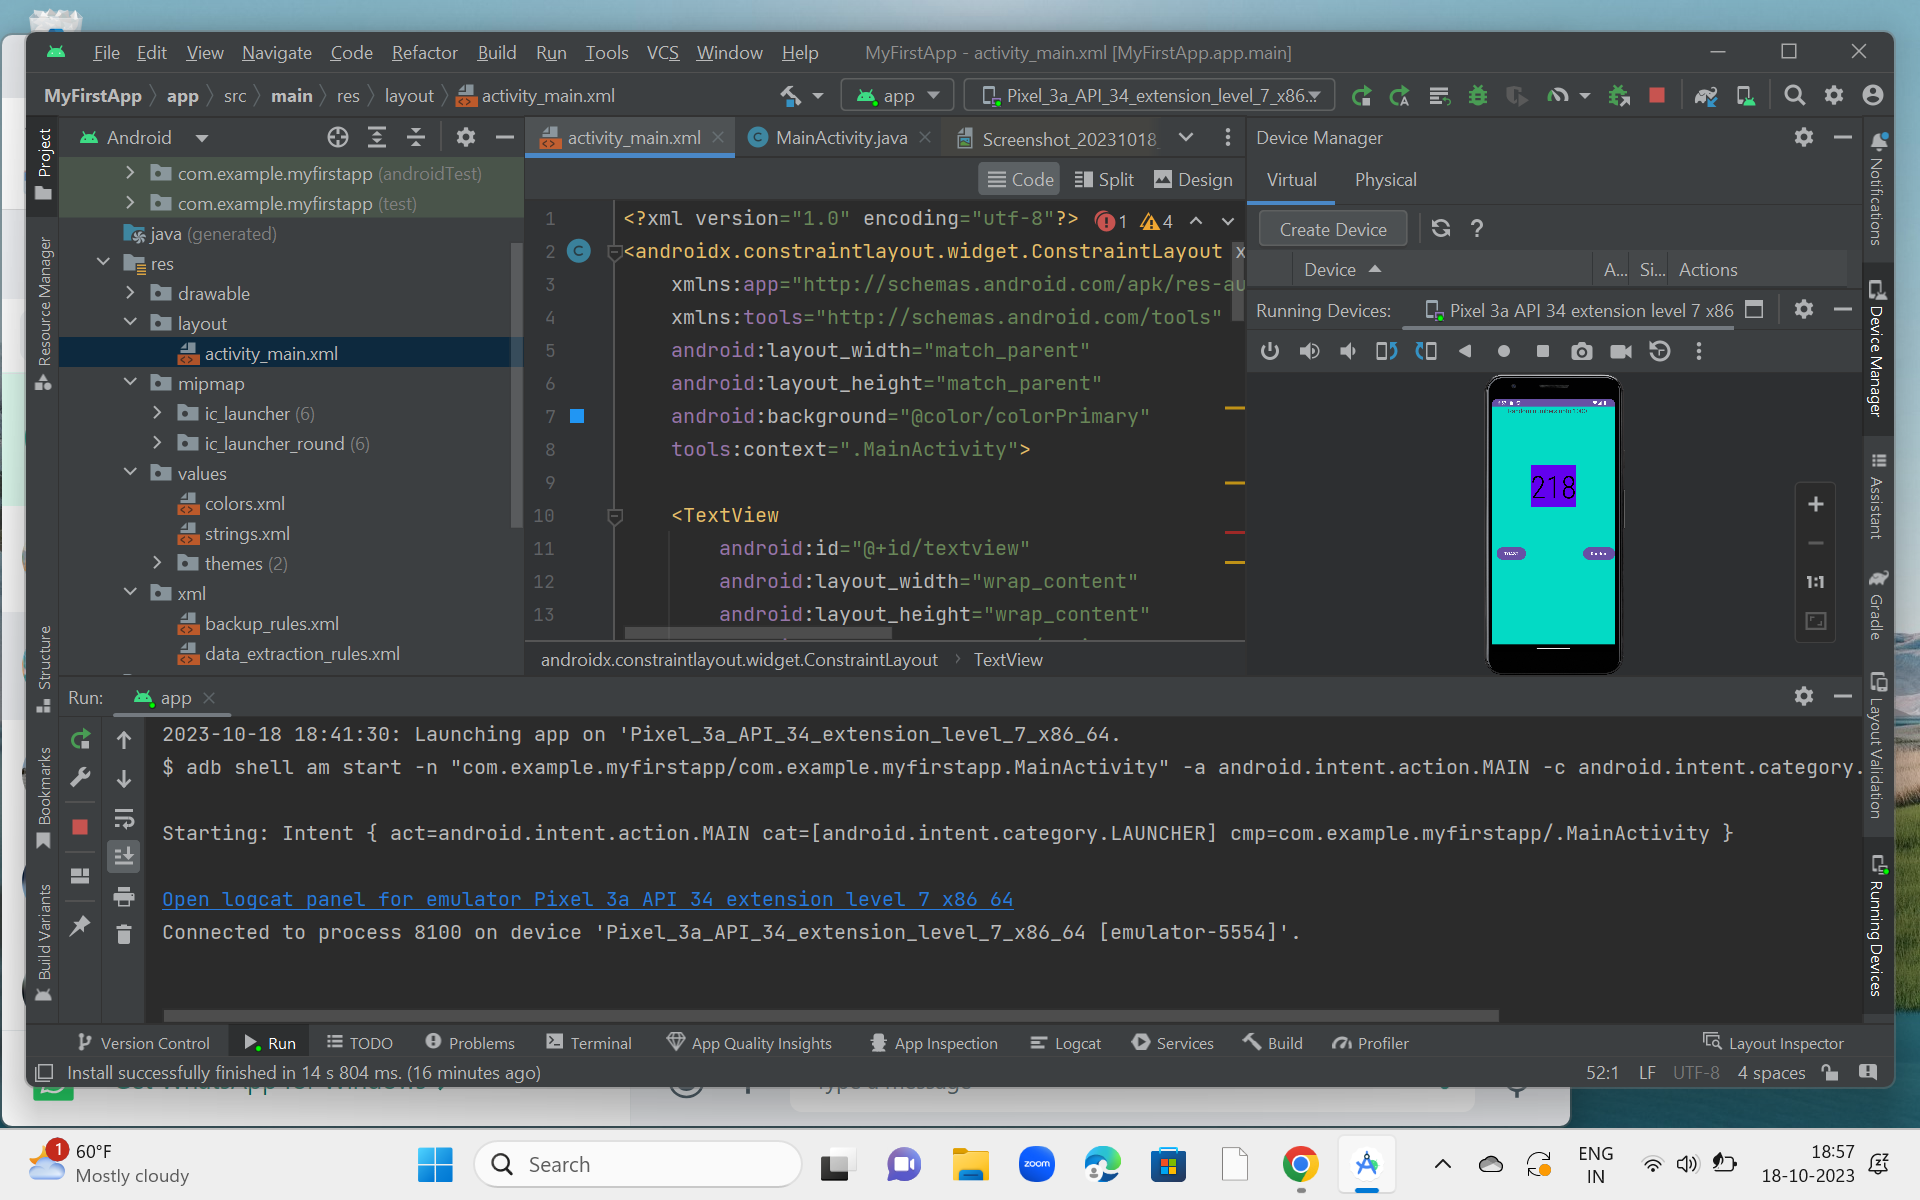 File Edit View Navigate Code Refactor Build Run Tools VCS Window Help MyFirstApp - activity_main.xml [MyFirstApp.app.main]
MyFirstApp app src main res layout activity_main.xml app Pixel_3a_API_34_extension_level_7_x86...
Project
Resource Manager
Structure
Bookmarks
Build Variants
Android
com.example.myfirstapp (androidTest)
com.example.myfirstapp (test)
java (generated)
res
drawable
layout
activity_main.xml
mipmap
ic_launcher (6)
ic_launcher_round (6)
values
colors.xml
strings.xml
themes (2)
xml
backup_rules.xml
data_extraction_rules.xml
activity_main.xml MainActivity.java Screenshot_20231018
Code Split Design
1 <?xml version="1.0" encoding="utf-8"?> 1 4
2 C <androidx.constraintlayout.widget.ConstraintLayout x
3 xmlns:app="http://schemas.android.com/apk/res-au
4 xmlns:tools="http://schemas.android.com/tools"
5 android:layout_width="match_parent"
6 android:layout_height="match_parent"
7 android:background="@color/colorPrimary"
8 tools:context=".MainActivity">
9
10 <TextView
11 android:id="@+id/textview"
12 android:layout_width="wrap_content"
13 android:layout_height="wrap_content"
androidx.constraintlayout.widget.ConstraintLayout TextView
Device Manager
Virtual Physical
Create Device ?
Device A... Si... Actions
Running Devices: Pixel 3a API 34 extension level 7 x86
218
1:1
Notifications
Device Manager
Assistant
Gradle
Layout Validation
Running Devices
Run: app
2023-10-18 18:41:30: Launching app on 'Pixel_3a_API_34_extension_level_7_x86_64.
$ adb shell am start -n "com.example.myfirstapp/com.example.myfirstapp.MainActivity" -a android.intent.action.MAIN -c android.intent.category.
Starting: Intent { act=android.intent.action.MAIN cat=[android.intent.category.LAUNCHER] cmp=com.example.myfirstapp/.MainActivity }
Open logcat panel for emulator Pixel 3a API 34 extension level 7 x86 64
Connected to process 8100 on device 'Pixel_3a_API_34_extension_level_7_x86_64 [emulator-5554]'.
Version Control Run TODO Problems Terminal App Quality Insights App Inspection Logcat Services Build Profiler Layout Inspector
Install successfully finished in 14 s 804 ms. (16 minutes ago) 52:1 LF UTF-8 4 spaces
1 60°F
Mostly cloudy
Search
zoom
ENG
IN
18:57
18-10-2023